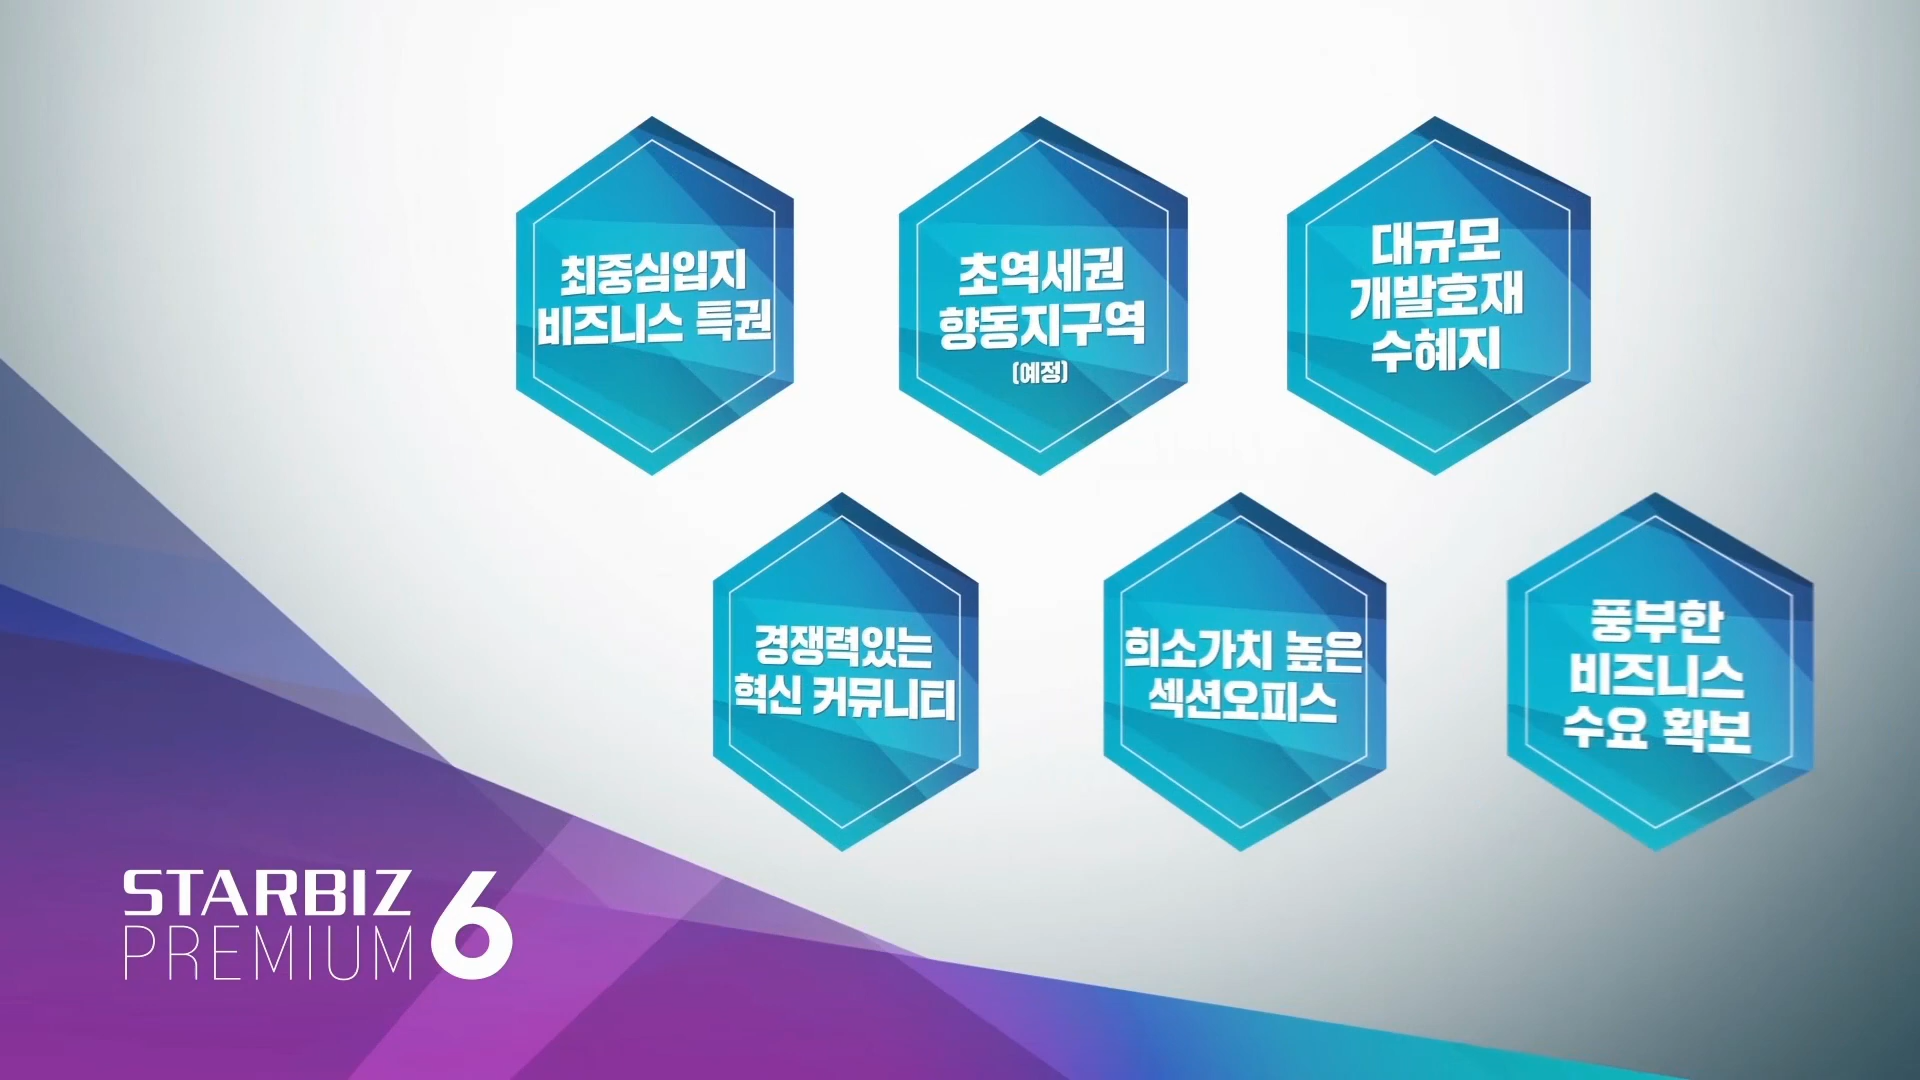 최중심입지
비즈니스 특권
초역세권
향동지구역
(예정)
대규모
개발호재
수혜지
경쟁력있는
혁신 커뮤니티
희소가치 높은
섹션오피스
풍부한
비즈니스
수요 확보
STARBIZ
PREMIUM 6